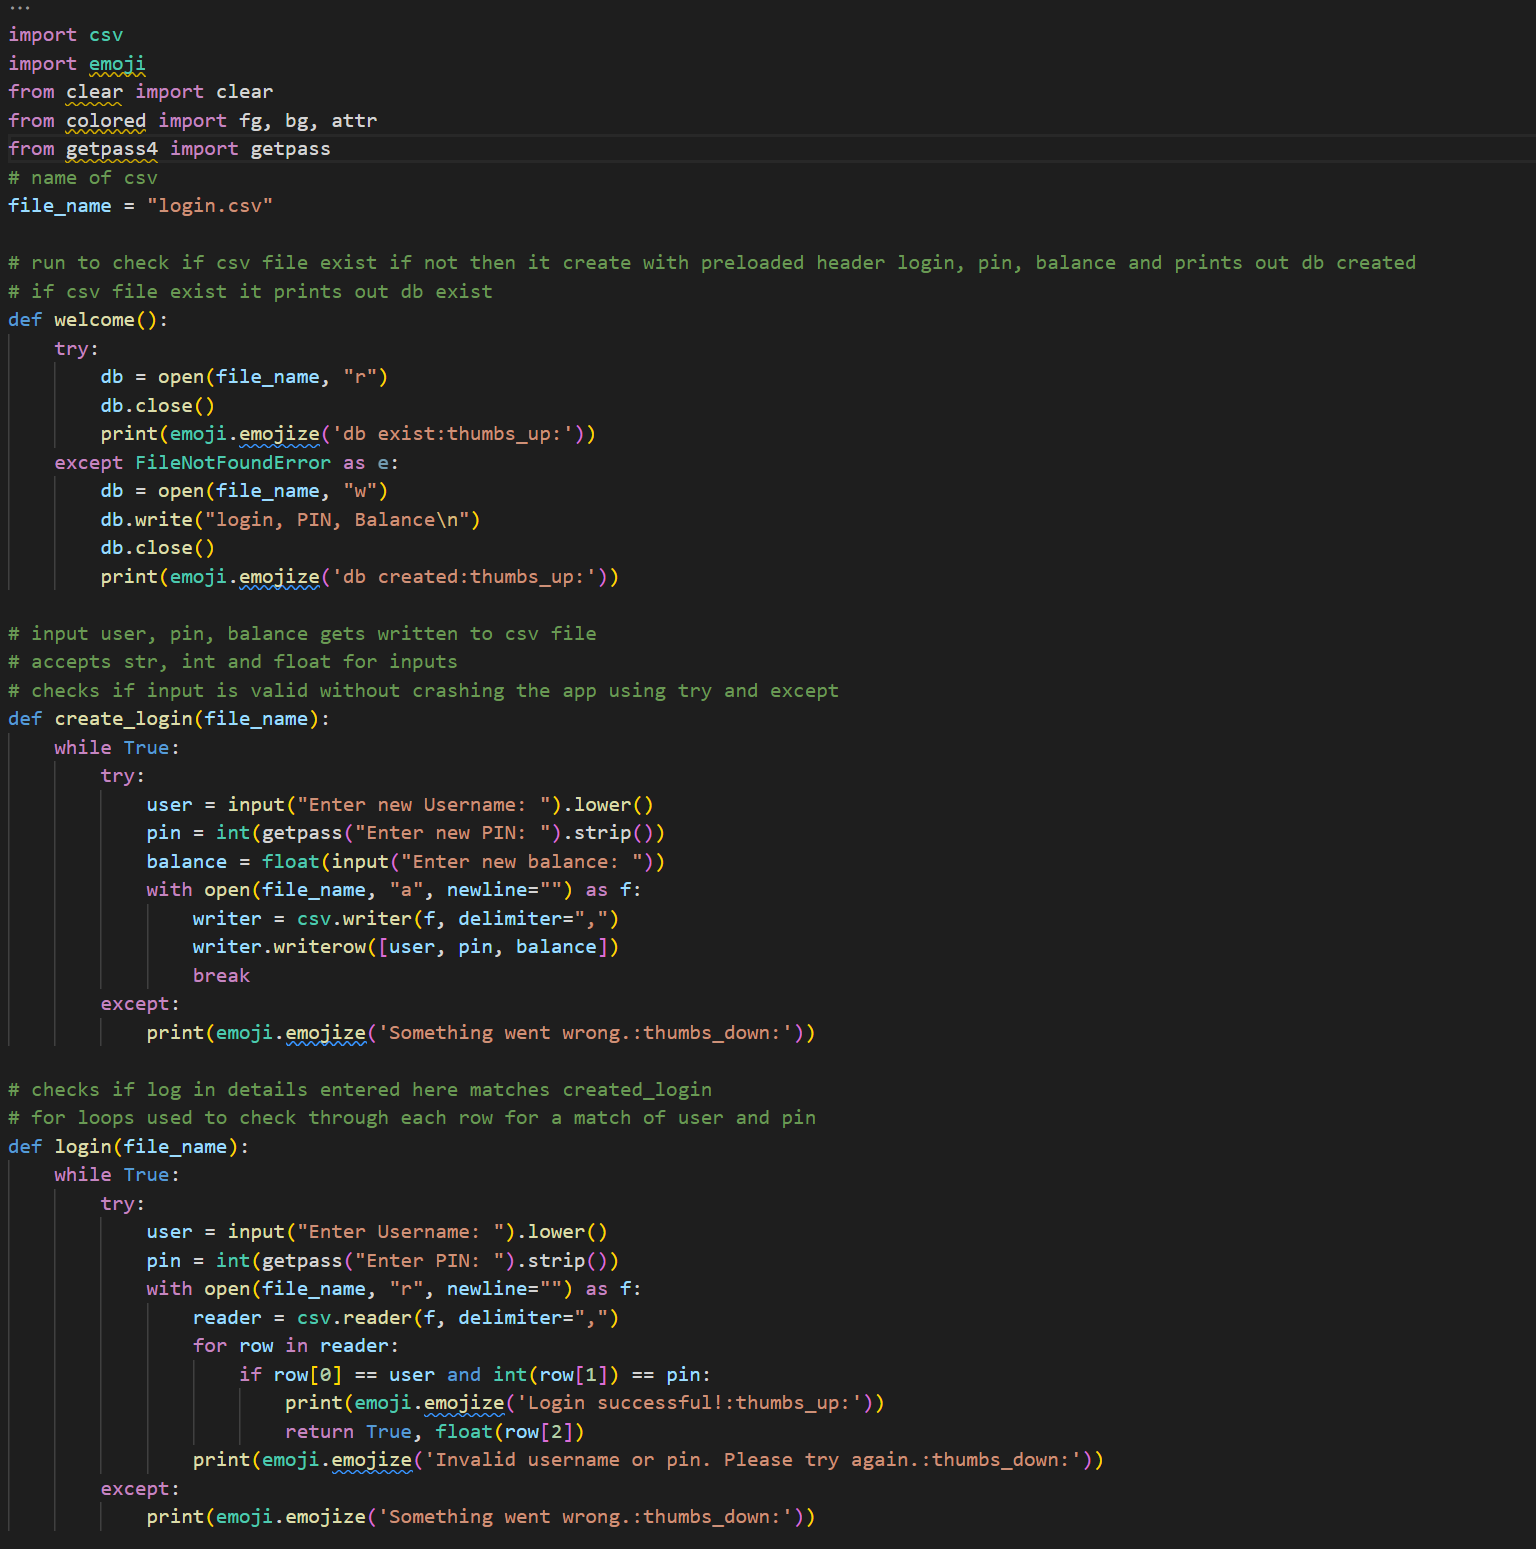 ...
import csv
import emoji
from clear import clear
from colored import fg, bg, attr
from getpass4 import getpass
# name of csv
file_name = "login.csv"

# run to check if csv file exist if not then it create with preloaded header login, pin, balance and prints out db created
# if csv file exist it prints out db exist
def welcome():
    try:
        db = open(file_name, "r")
        db.close()
        print(emoji.emojize('db exist:thumbs_up:'))
    except FileNotFoundError as e:
        db = open(file_name, "w")
        db.write("login, PIN, Balance\n")
        db.close()
        print(emoji.emojize('db created:thumbs_up:'))

# input user, pin, balance gets written to csv file
# accepts str, int and float for inputs
# checks if input is valid without crashing the app using try and except
def create_login(file_name):
    while True:
        try:
            user = input("Enter new Username: ").lower()
            pin = int(getpass("Enter new PIN: ").strip())
            balance = float(input("Enter new balance: "))
            with open(file_name, "a", newline="") as f:
                writer = csv.writer(f, delimiter=",")
                writer.writerow([user, pin, balance])
                break
        except:
            print(emoji.emojize('Something went wrong.:thumbs_down:'))

# checks if log in details entered here matches created_login
# for loops used to check through each row for a match of user and pin
def login(file_name):
    while True:
        try:
            user = input("Enter Username: ").lower()
            pin = int(getpass("Enter PIN: ").strip())
            with open(file_name, "r", newline="") as f:
                reader = csv.reader(f, delimiter=",")
                for row in reader:
                    if row[0] == user and int(row[1]) == pin:
                        print(emoji.emojize('Login successful!:thumbs_up:'))
                        return True, float(row[2])
                print(emoji.emojize('Invalid username or pin. Please try again.:thumbs_down:'))
        except:
            print(emoji.emojize('Something went wrong.:thumbs_down:'))